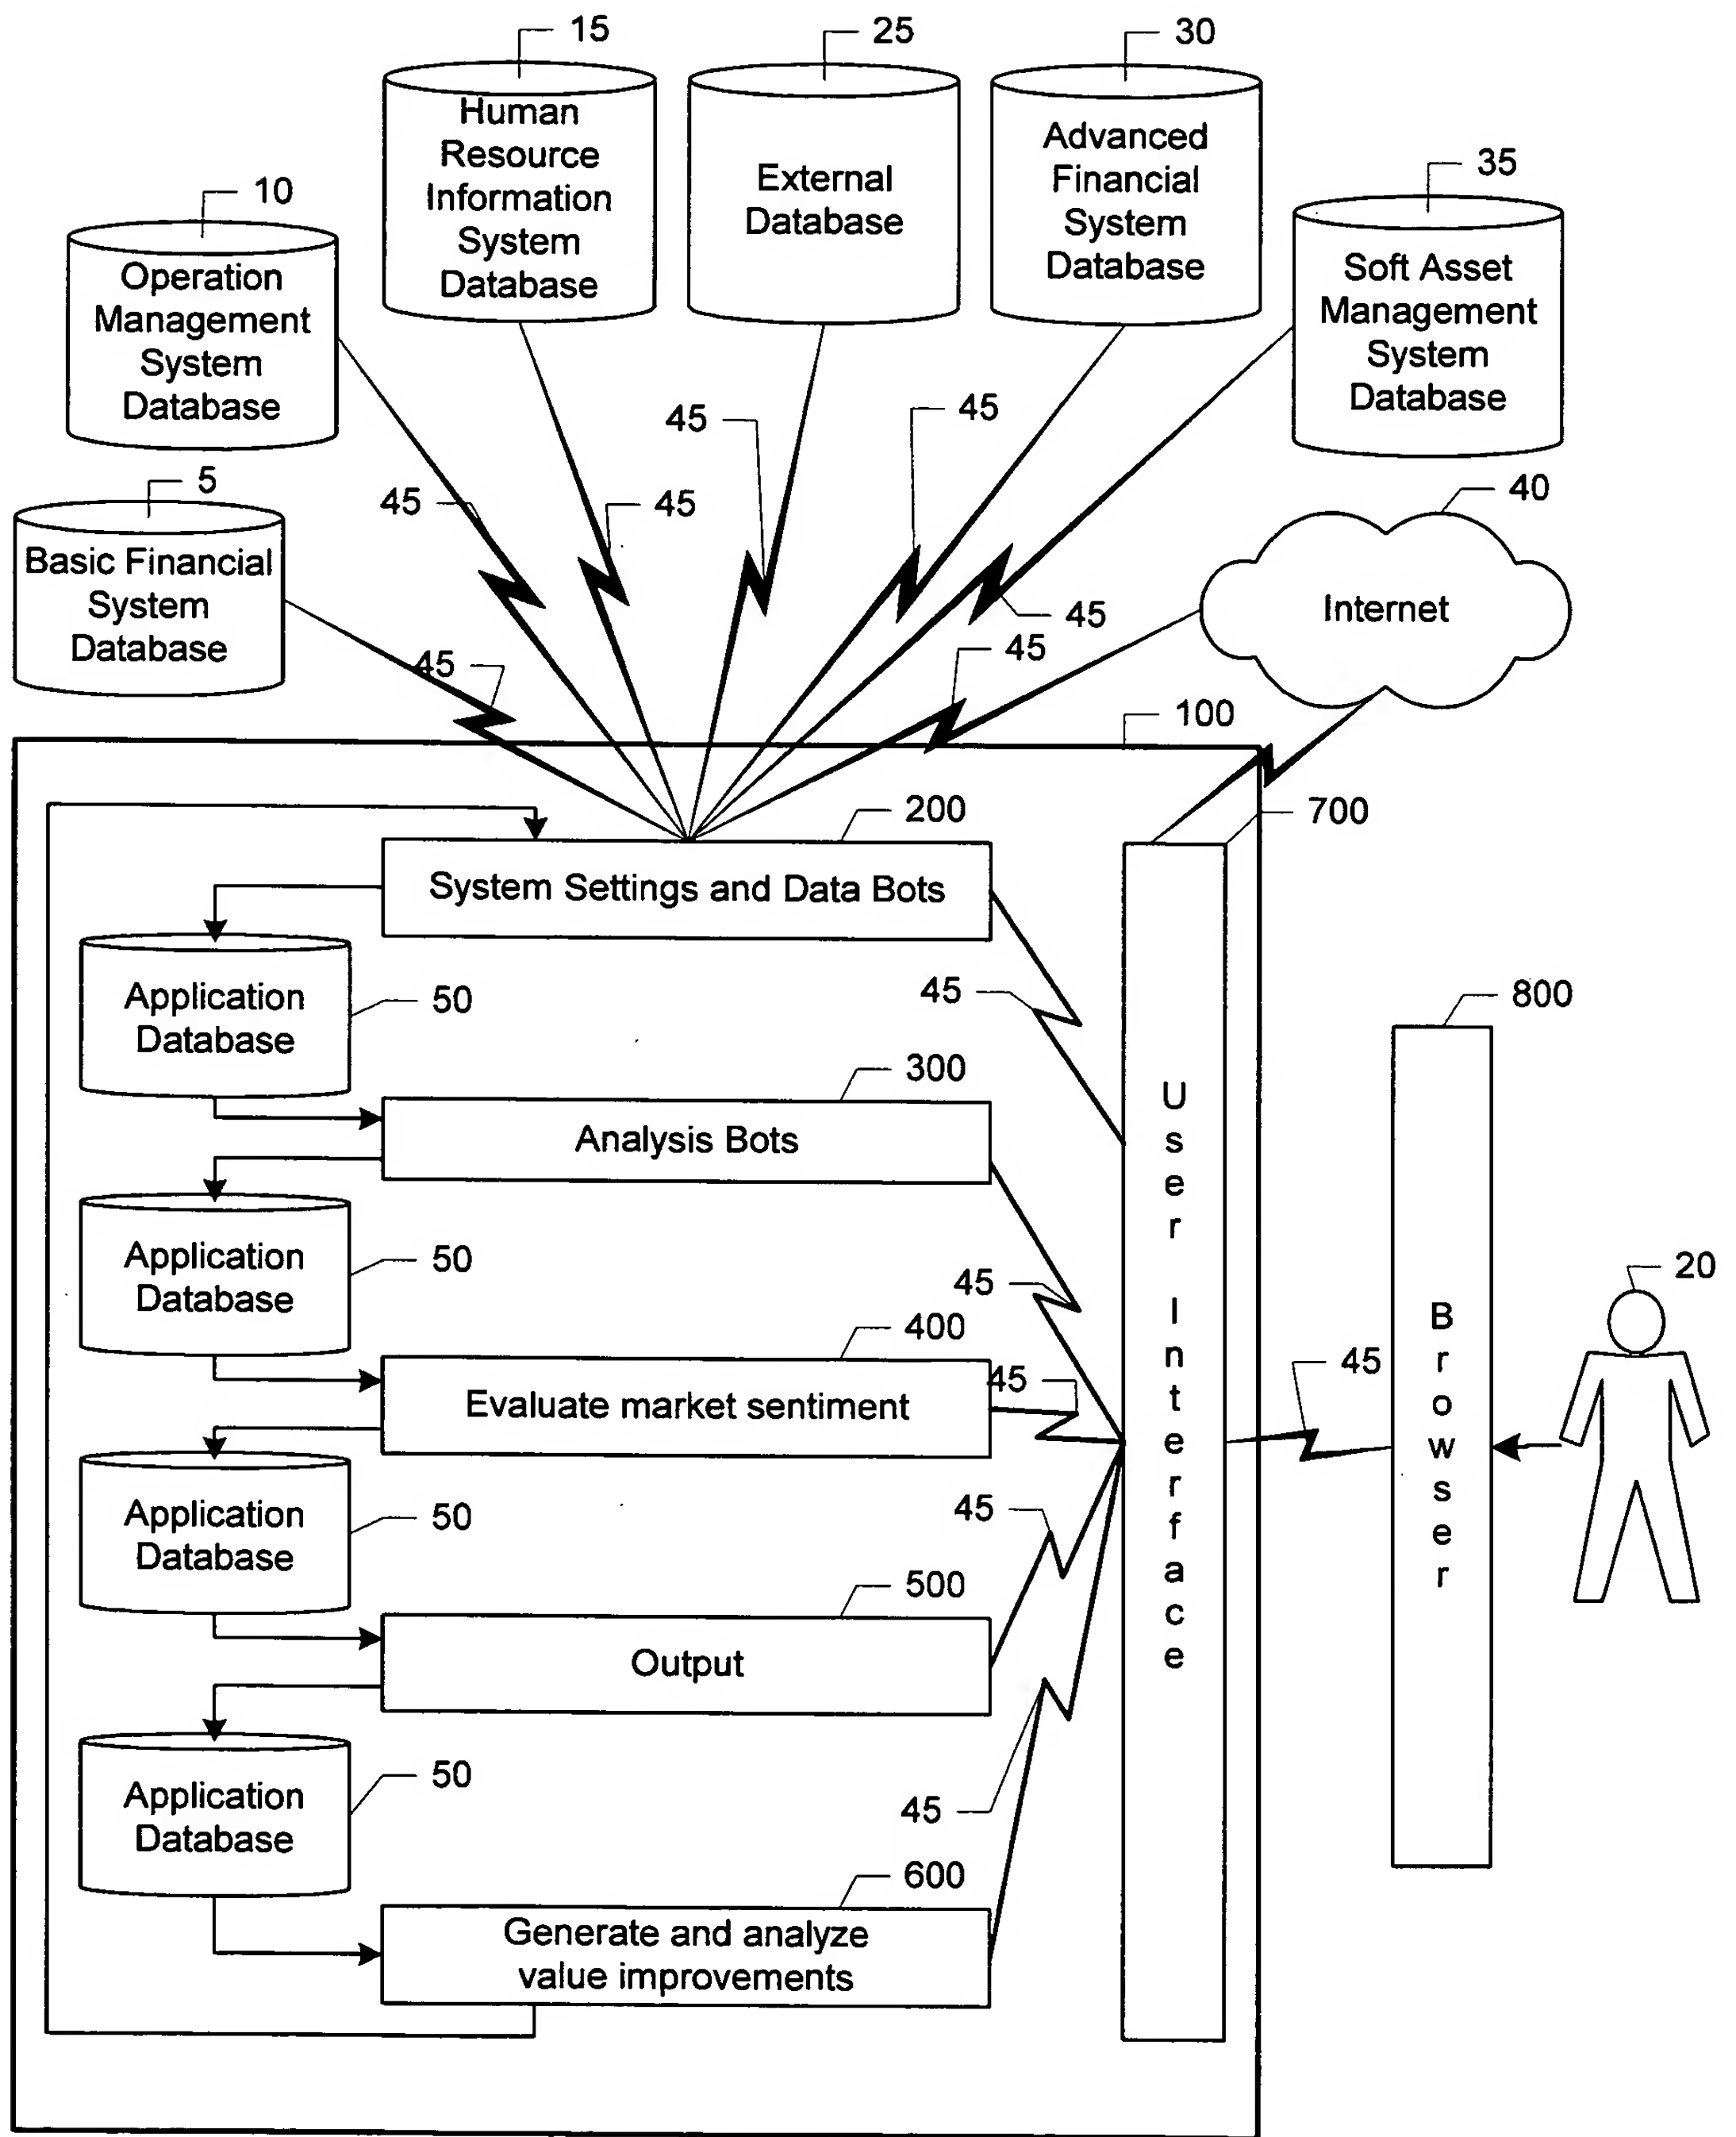 15
25
30
Human
Resource
Information
System
Database
External
Database
Advanced
Financial
System
Database
35
10
Operation
Management
System
Database
Soft Asset
Management
System
Database
45
45
45
45
5
40
Basic Financial
System
Database
Internet
45
45
45
100
700
200
System Settings and Data Bots
Application
Database
50
45
800
300
Analysis Bots
User Interface
Application
Database
50
45
20
400
Evaluate market sentiment
45
45
Browser
Application
Database
50
45
500
Output
Application
Database
50
45
600
Generate and analyze
value improvements